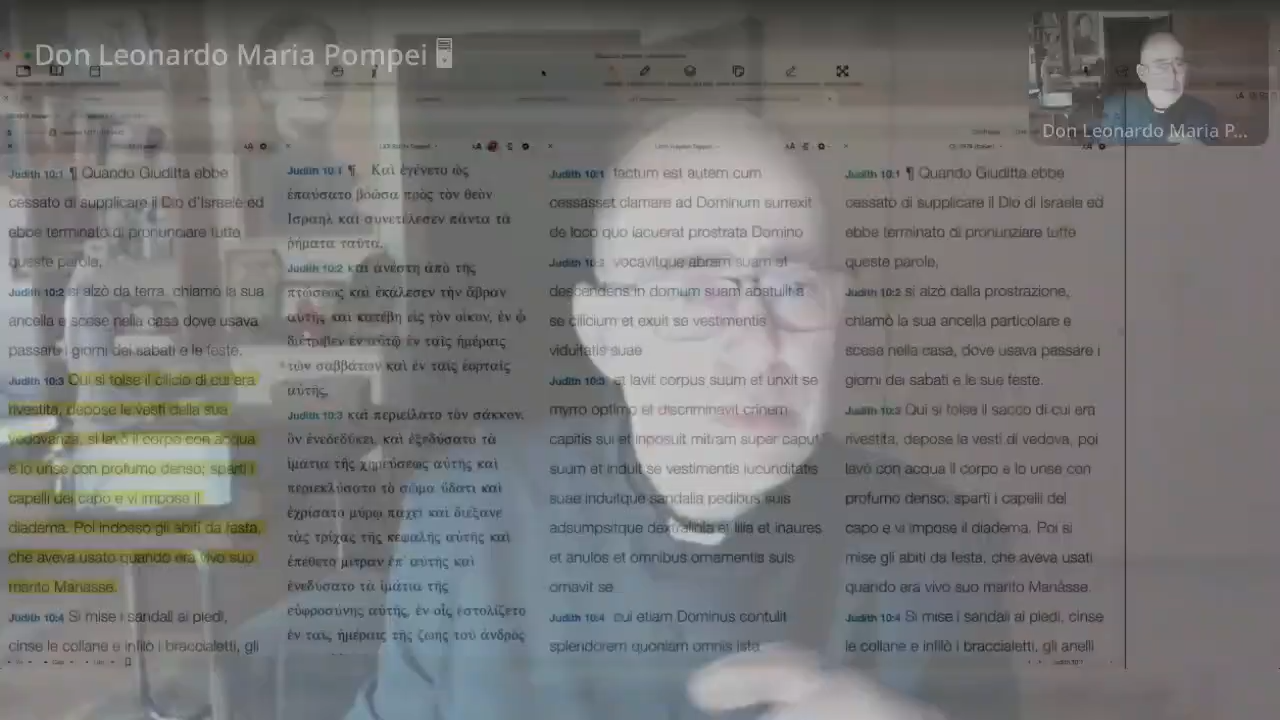 Don Leonardo Maria Pompei
Don Leonardo Maria P...
Judith 10:1 ¶ Quando Giuditta ebbe
cessato di supplicare il Dio d'Israele ed
ebbe terminato di pronunciare tutte
queste parole,
Judith 10:2 si alzò da terra, chiamò la sua
ancella e scese nella casa dove usava
passare i giorni dei sabati e le feste.
Judith 10:3 Qui si tolse il cilicio di cui era
rivestita, depose le vesti della sua
vedovanza, si lavò il corpo con acqua
e lo unse con profumo denso; spartì i
capelli del capo e vi impose il
diadema. Poi indossò gli abiti da festa,
che aveva usato quando era vivo suo
marito Manasse.
Judith 10:4 Si mise i sandali ai piedi,
cinse le collane e infilò i braccialetti, gli
Judith 10:1 ¶ Καὶ ἐγένετο ὡς
ἐπαύσατο βοῶσα πρὸς τὸν θεὸν
Ισραηλ καὶ συνετέλεσεν πάντα τὰ
ῥήματα ταῦτα,
Judith 10:2 καὶ ἀνέστη ἀπὸ τῆς
πτώσεως καὶ ἐκάλεσεν τὴν ἅβραν
αὐτῆς καὶ κατέβη εἰς τὸν οἶκον, ἐν ᾧ
διέτριβεν ἐν αὐτῷ ἐν ταῖς ἡμέραις
τῶν σαββάτων καὶ ἐν ταῖς ἑορταῖς
αὐτῆς,
Judith 10:3 καὶ περιείλατο τὸν σάκκον,
ὃν ἐνεδεδύκει, καὶ ἐξεδύσατο τὰ
ἱμάτια τῆς χηρεύσεως αὐτῆς καὶ
περιεκλύσατο τὸ σῶμα ὕδατι καὶ
ἐχρίσατο μύρῳ παχεῖ καὶ διέξανε
τὰς τρίχας τῆς κεφαλῆς αὐτῆς καὶ
ἐπέθετο μίτραν ἐπ᾽ αὐτῆς καὶ
ἐνεδύσατο τὰ ἱμάτια τῆς
εὐφροσύνης αὐτῆς, ἐν οἷς ἐστολίζετο
ἐν ταῖς ἡμέραις τῆς ζωῆς τοῦ ἀνδρὸς
Judith 10:1 factum est autem cum
cessasset clamare ad Dominum surrexit
de loco quo iacuerat prostrata Domino
Judith 10:2 vocavitque abram suam et
descendens in domum suam abstulit a
se cilicium et exuit se vestimentis
viduitatis suae
Judith 10:3 et lavit corpus suum et unxit se
myrro optimo et discriminavit crinem
capitis sui et inposuit mitram super caput
suum et induit se vestimentis iucunditatis
suae induitque sandalia pedibus suis
adsumpsitque dextraliola et lilia et inaures
et anulos et omnibus ornamentis suis
ornavit se
Judith 10:4 cui etiam Dominus contulit
splendorem quoniam omnis ista
Judith 10:1 ¶ Quando Giuditta ebbe
cessato di supplicare il Dio di Israele ed
ebbe terminato di pronunziare tutte
queste parole,
Judith 10:2 si alzò dalla prostrazione,
chiamò la sua ancella particolare e
scese nella casa, dove usava passare i
giorni dei sabati e le sue feste.
Judith 10:3 Qui si tolse il sacco di cui era
rivestita, depose le vesti di vedova, poi
lavò con acqua il corpo e lo unse con
profumo denso; spartì i capelli del
capo e vi impose il diadema. Poi si
mise gli abiti da festa, che aveva usati
quando era vivo suo marito Manàsse.
Judith 10:4 Si mise i sandali ai piedi, cinse
le collane e infilò i braccialetti, gli anelli